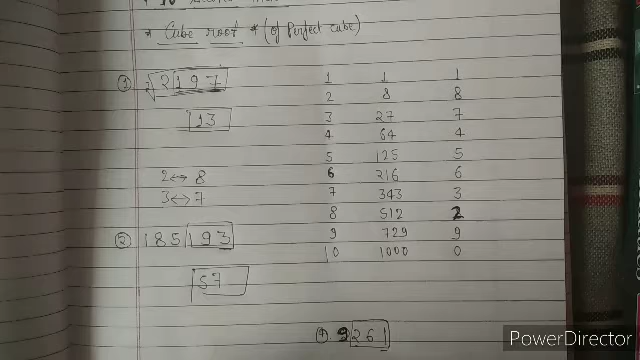 * Cube root * (of Perfect cube)
① ∛2197
13
2↔8
3↔7
② 185193
57
1 1 1
2 8 8
3 27 7
4 64 4
5 125 5
6 216 6
7 343 3
8 512 2
9 729 9
10 1000 0
④ 9261
PowerDirector